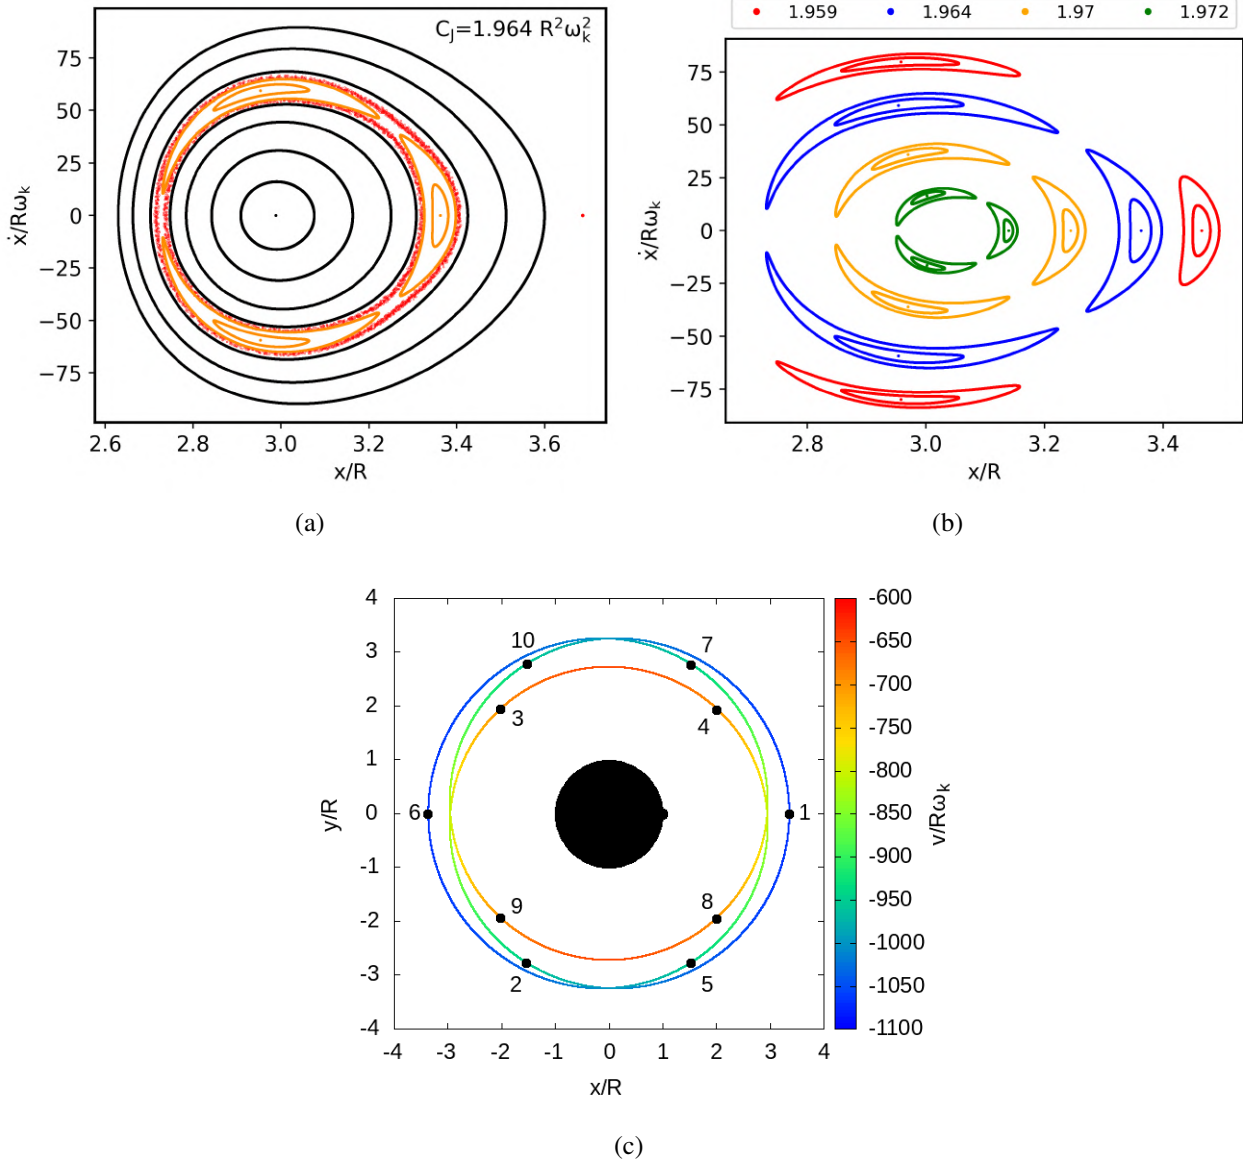 C_J=1.964 R²ω_k²
ẋ/Rω_k
75
50
25
0
−25
−50
−75
2.6 2.8 3.0 3.2 3.4 3.6
x/R
(a)
1.959 1.964 1.97 1.972
ẋ/Rω_k
75
50
25
0
−25
−50
−75
2.8 3.0 3.2 3.4
x/R
(b)
4
3
2
1
0
-1
-2
-3
-4
y/R
-4 -3 -2 -1 0 1 2 3 4
x/R
10 7
3 4
6 1
9 8
2 5
-600
-650
-700
-750
-800
-850
-900
-950
-1000
-1050
-1100
v/Rω_k
(c)